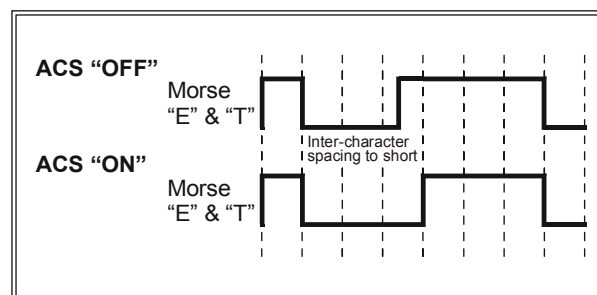 ACS “OFF”
Morse
“E” & “T”
Inter-character
spacing to short
ACS “ON”
Morse
“E” & “T”